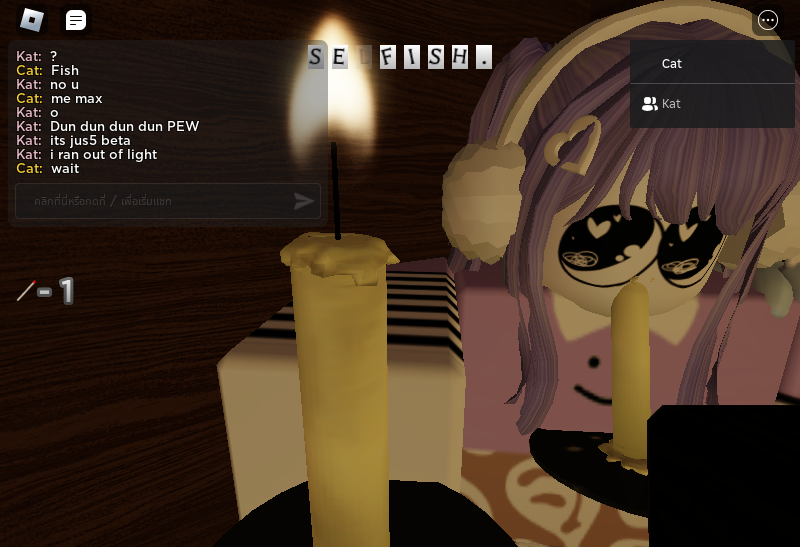 SELFISH.
Kat: ?
Cat: Fish
Kat: no u
Cat: me max
Kat: o
Kat: Dun dun dun dun PEW
Kat: its jus5 beta
Kat: i ran out of light
Cat: wait
คลิกที่นี่หรือกดที่ / เพื่อเริ่มแชท
Cat
Kat
- 1